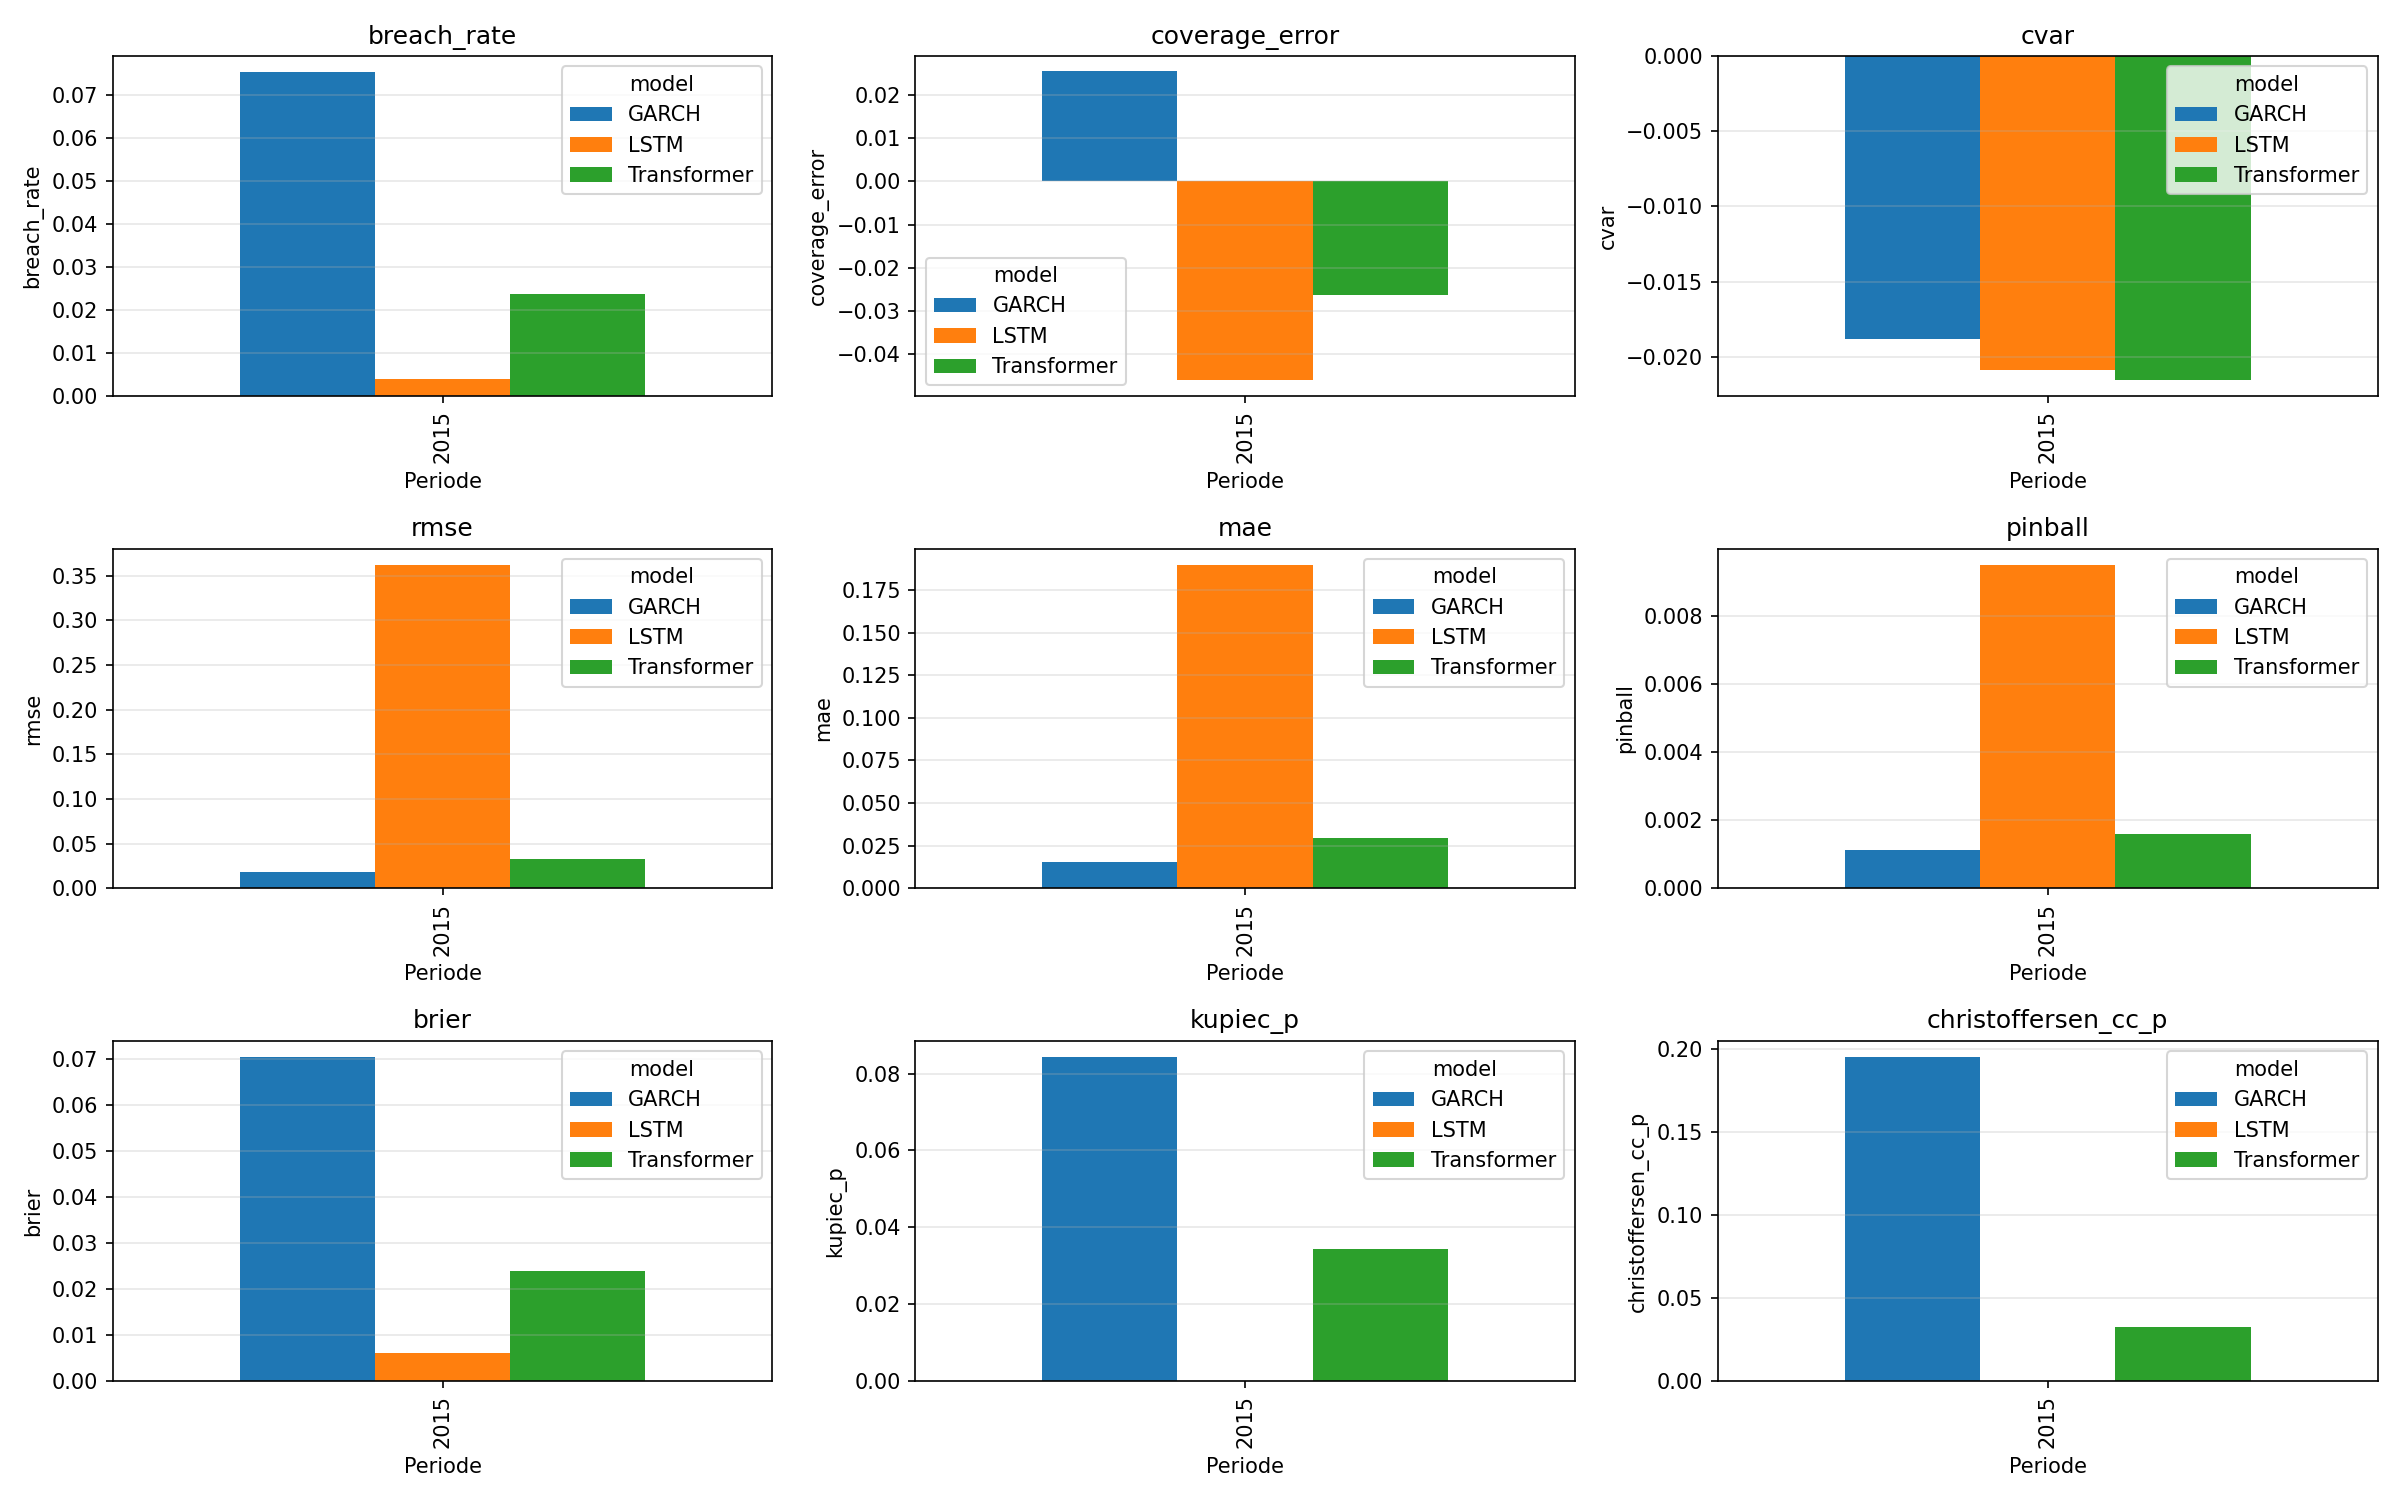 breach_rate
breach_rate
0.07
0.06
0.05
0.04
0.03
0.02
0.01
0.00
model
GARCH
LSTM
Transformer
2015
Periode
coverage_error
coverage_error
0.02
0.01
0.00
−0.01
−0.02
−0.03
−0.04
model
GARCH
LSTM
Transformer
2015
Periode
cvar
cvar
0.000
−0.005
−0.010
−0.015
−0.020
model
GARCH
LSTM
Transformer
2015
Periode
rmse
rmse
0.35
0.30
0.25
0.20
0.15
0.10
0.05
0.00
model
GARCH
LSTM
Transformer
2015
Periode
mae
mae
0.175
0.150
0.125
0.100
0.075
0.050
0.025
0.000
model
GARCH
LSTM
Transformer
2015
Periode
pinball
pinball
0.008
0.006
0.004
0.002
0.000
model
GARCH
LSTM
Transformer
2015
Periode
brier
brier
0.07
0.06
0.05
0.04
0.03
0.02
0.01
0.00
model
GARCH
LSTM
Transformer
2015
Periode
kupiec_p
kupiec_p
0.08
0.06
0.04
0.02
0.00
model
GARCH
LSTM
Transformer
2015
Periode
christoffersen_cc_p
christoffersen_cc_p
0.20
0.15
0.10
0.05
0.00
model
GARCH
LSTM
Transformer
2015
Periode